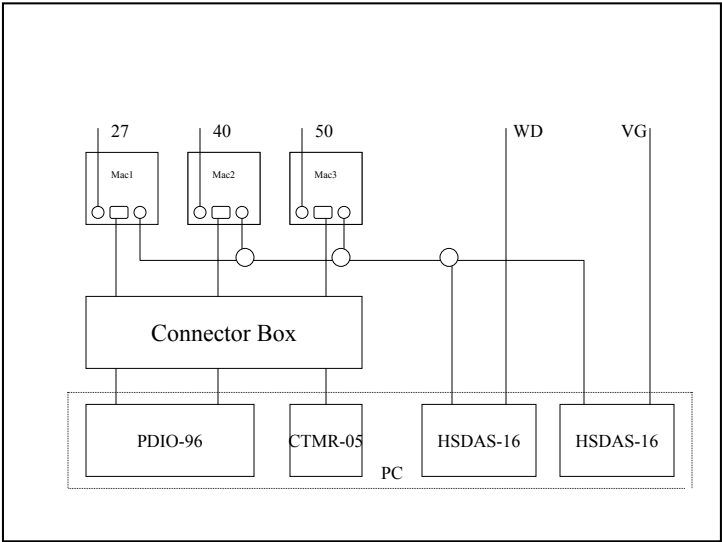 27 40 50 WD VG
Mac1 Mac2 Mac3
Connector Box
PDIO-96 CTMR-05 HSDAS-16 HSDAS-16
PC